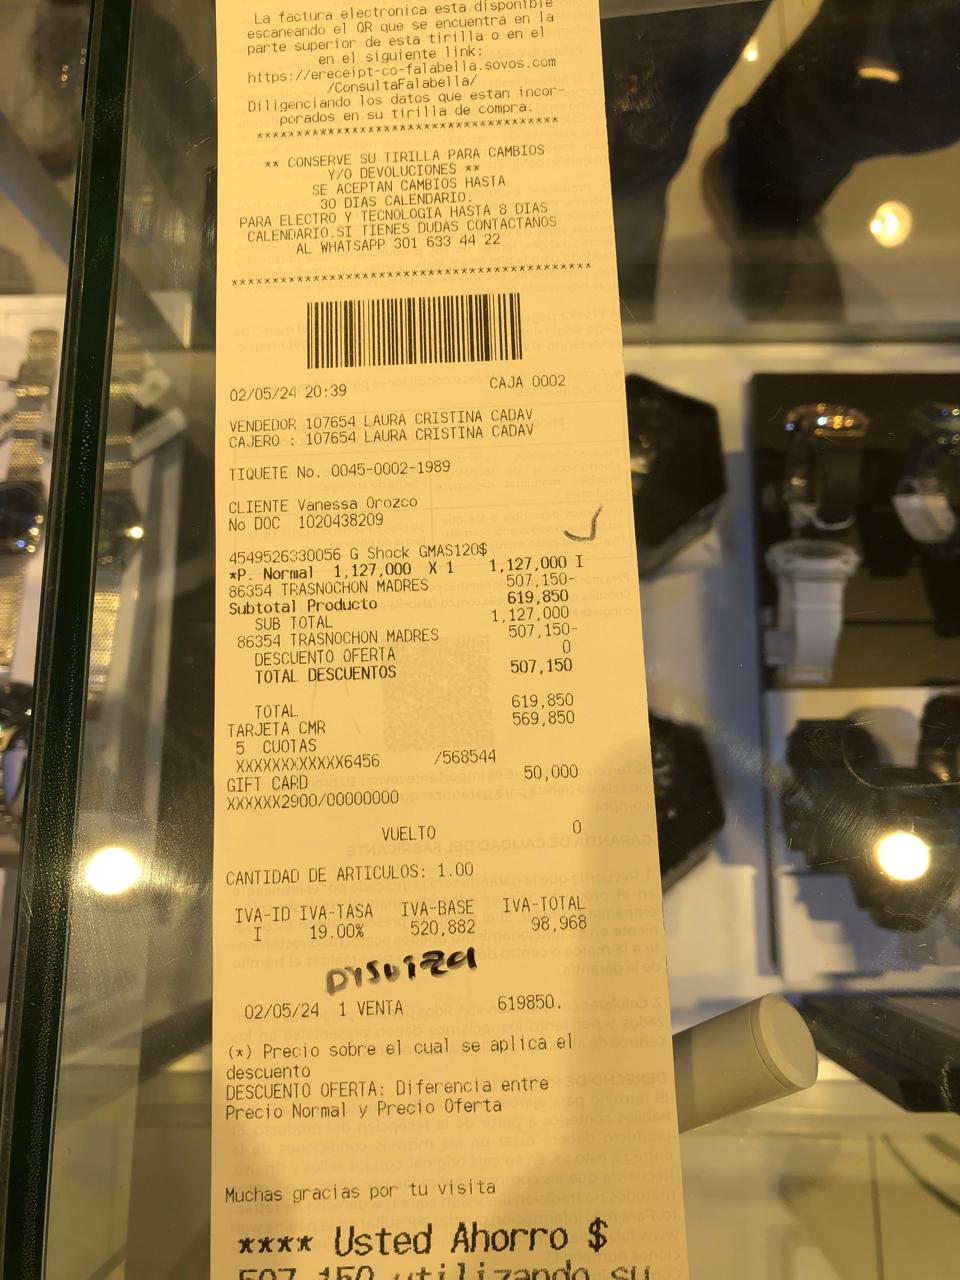 La factura electronica esta disponible
escaneando el QR que se encuentra en la
parte superior de esta tirilla o en el
en el siguiente link:
https://ereceipt-co-falabella.sovos.com
/ConsultaFalabella/
Diligenciando los datos que estan incor-
porados en su tirilla de compra.
****************************************
** CONSERVE SU TIRILLA PARA CAMBIOS
Y/O DEVOLUCIONES **
SE ACEPTAN CAMBIOS HASTA
30 DIAS CALENDARIO.
PARA ELECTRO Y TECNOLOGIA HASTA 8 DIAS
CALENDARIO.SI TIENES DUDAS CONTACTANOS
AL WHATSAPP 301 633 44 22
****************************************
02/05/24 20:39 CAJA 0002
VENDEDOR 107654 LAURA CRISTINA CADAV
CAJERO : 107654 LAURA CRISTINA CADAV
TIQUETE No. 0045-0002-1989
CLIENTE Vanessa Orozco
No DOC 1020438209
4549526330056 G Shock GMAS120$
*P. Normal 1,127,000 X 1 1,127,000 I
86354 TRASNOCHON MADRES 507,150-
Subtotal Producto 619,850
SUB TOTAL 1,127,000
86354 TRASNOCHON MADRES 507,150-
DESCUENTO OFERTA 0
TOTAL DESCUENTOS 507,150
TOTAL 619,850
TARJETA CMR 569,850
5 CUOTAS
XXXXXXXXXXXX6456 /568544
GIFT CARD 50,000
XXXXXX2900/00000000
VUELTO 0
CANTIDAD DE ARTICULOS: 1.00
IVA-ID IVA-TASA IVA-BASE IVA-TOTAL
I 19.00% 520,882 98,968
02/05/24 1 VENTA 619850.
(*) Precio sobre el cual se aplica el
descuento
DESCUENTO OFERTA: Diferencia entre
Precio Normal y Precio Oferta
Muchas gracias por tu visita
**** Usted Ahorro $
507,150 utilizando su